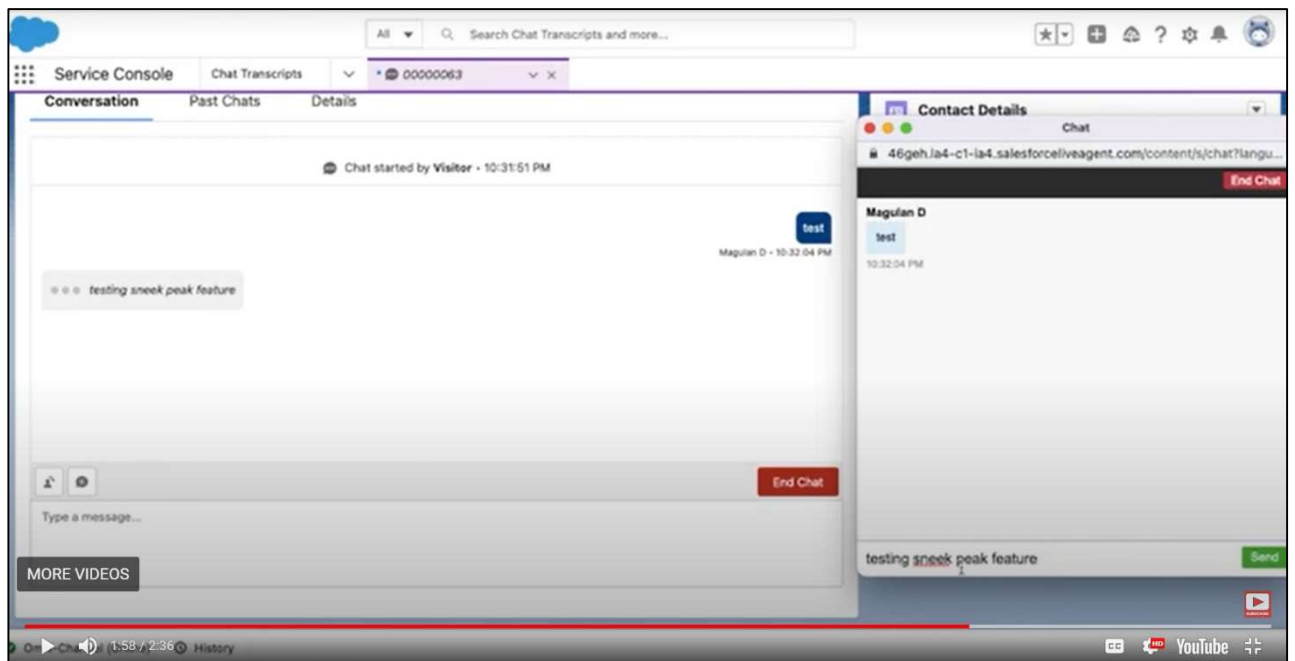 All
Search Chat Transcripts and more...
Service Console
Chat Transcripts
* 00000063
Conversation
Past Chats
Details
Chat started by Visitor • 10:31:51 PM
test
Magulan D • 10:32:04 PM
testing sneek peak feature
End Chat
Type a message...
Contact Details
Chat
46geh.la4-c1-ia4.salesforceliveagent.com/content/s/chat?langu...
End Chat
Magulan D
test
10:32:04 PM
testing sneek peak feature
Send
MORE VIDEOS
1:58 / 2:36
History
CC
HD
YouTube